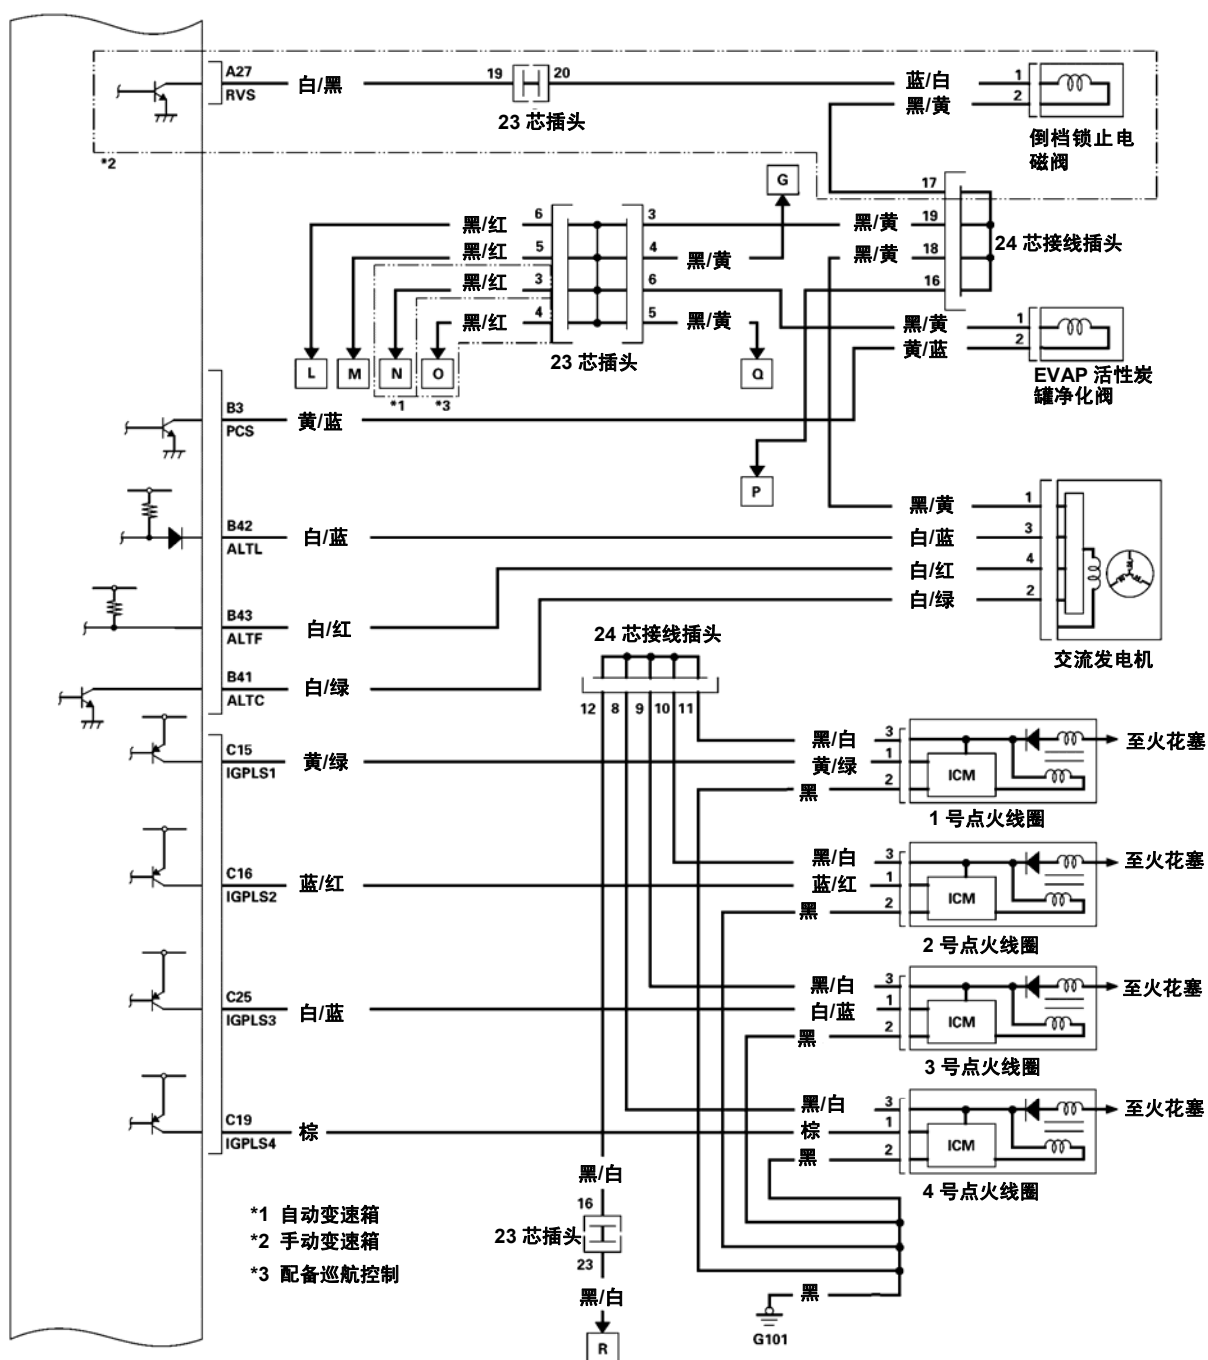 A27
RVS
白/黑
19
20
23 芯插头
蓝/白
1
黑/黄
2
倒档锁止电
磁阀
*2
G
17
黑/红
6
3
黑/黄
19
24 芯接线插头
黑/红
5
4
黑/黄
黑/黄
18
黑/红
3
6
16
黑/红
4
5
黑/黄
黑/黄
1
黄/蓝
2
23 芯插头
L
M
N
O
Q
EVAP 活性炭
罐净化阀
*1
*3
B3
PCS
黄/蓝
P
黑/黄
1
B42
ALTL
白/蓝
白/蓝
3
白/红
4
白/绿
2
B43
ALTF
白/红
24 芯接线插头
交流发电机
B41
ALTC
白/绿
12
8
9
10
11
C15
IGPLS1
黄/绿
黑/白
3
黄/绿
1
黑
2
ICM
至火花塞
1 号点火线圈
C16
IGPLS2
蓝/红
黑/白
3
蓝/红
1
黑
2
ICM
至火花塞
2 号点火线圈
C25
IGPLS3
白/蓝
黑/白
3
白/蓝
1
黑
2
ICM
至火花塞
3 号点火线圈
C19
IGPLS4
棕
黑/白
3
棕
1
黑
2
ICM
至火花塞
4 号点火线圈
黑/白
16
23 芯插头
23
黑/白
R
*1 自动变速箱
*2 手动变速箱
*3 配备巡航控制
黑
G101